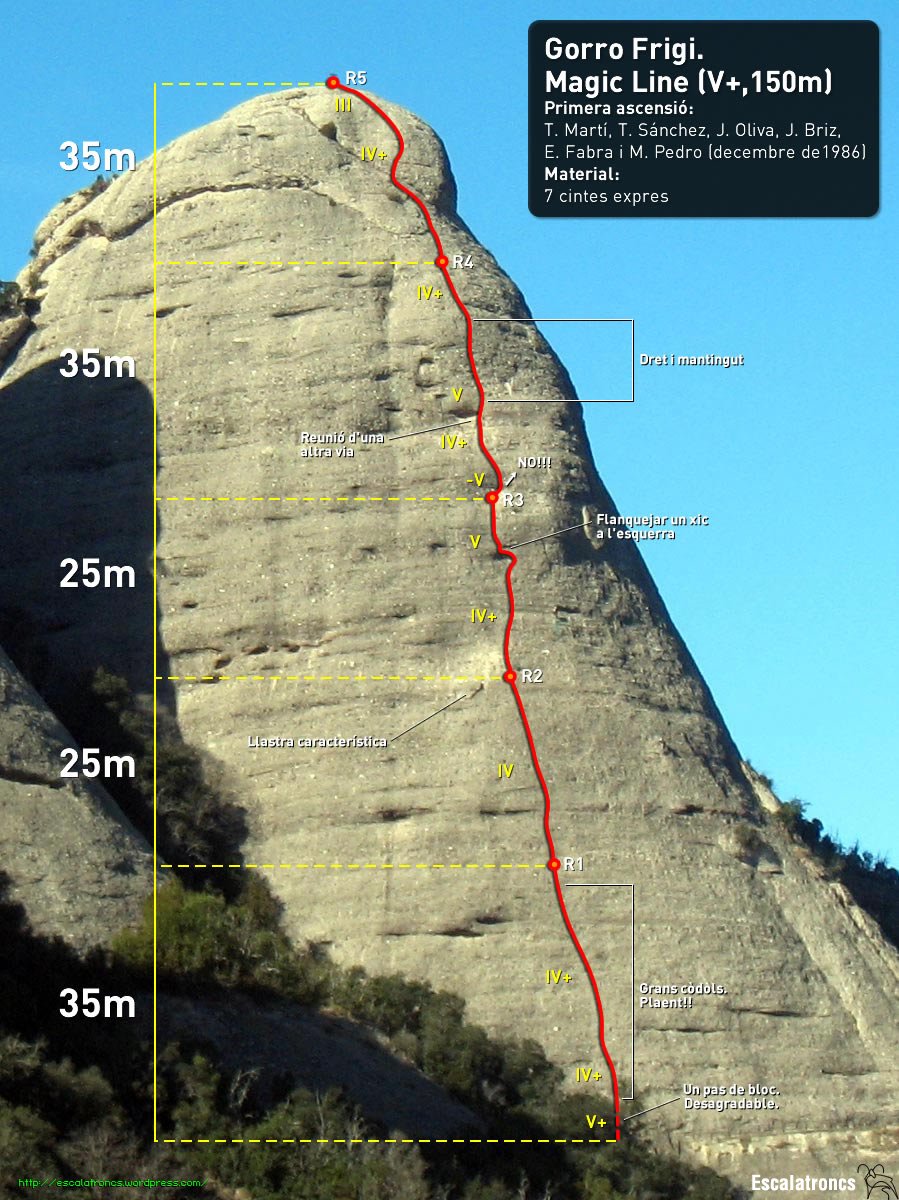 Gorro Frigi.
Magic Line (V+,150m)
Primera ascensió:
T. Martí, T. Sánchez, J. Oliva, J. Briz,
E. Fabra i M. Pedro (decembre de1986)
Material:
7 cintes expres
R5
III
35m
IV+
R4
IV+
Dret i mantingut
35m
V
Reunió d'una
altra via
IV+
NO!!!
-V
R3
Flanquejar un xic
a l'esquerra
V
25m
IV+
R2
Llastra característica
25m
IV
R1
IV+
Grans còdols.
Plaent!!
35m
IV+
Un pas de bloc.
Desagradable.
V+
http://escalatroncs.wordpress.com/
Escalatroncs